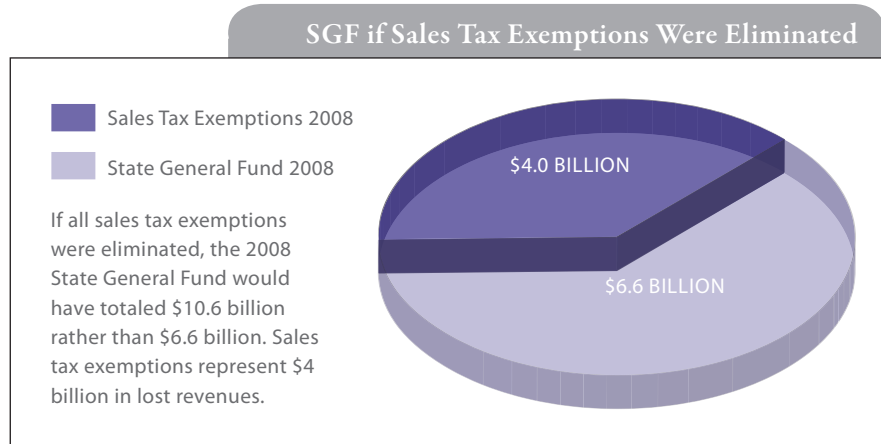 SGF if Sales Tax Exemptions Were Eliminated
Sales Tax Exemptions 2008
State General Fund 2008
If all sales tax exemptions
were eliminated, the 2008
State General Fund would
have totaled $10.6 billion
rather than $6.6 billion. Sales
tax exemptions represent $4
billion in lost revenues.
$4.0 BILLION
$6.6 BILLION